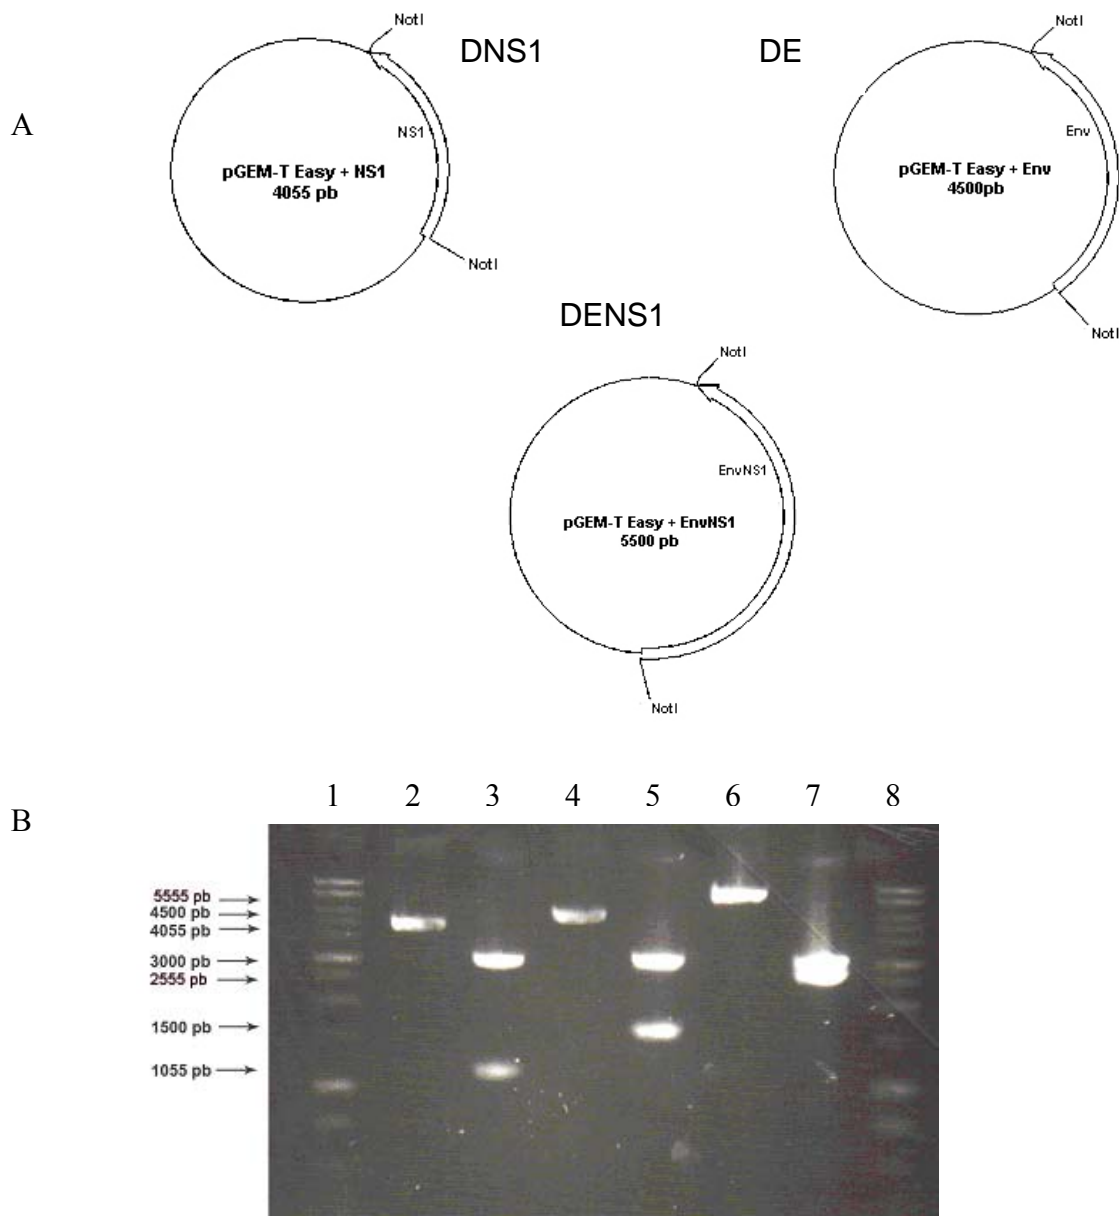 NotI
DNS1
A
NS1
pGEM-T Easy + NS1
4055 pb
NotI
DE
NotI
Env
pGEM-T Easy + Env
4500pb
NotI
DENS1
NotI
EnvNS1
pGEM-T Easy + EnvNS1
5500 pb
NotI
B
1 2 3 4 5 6 7 8
5555 pb
4500 pb
4055 pb
3000 pb
2555 pb
1500 pb
1055 pb